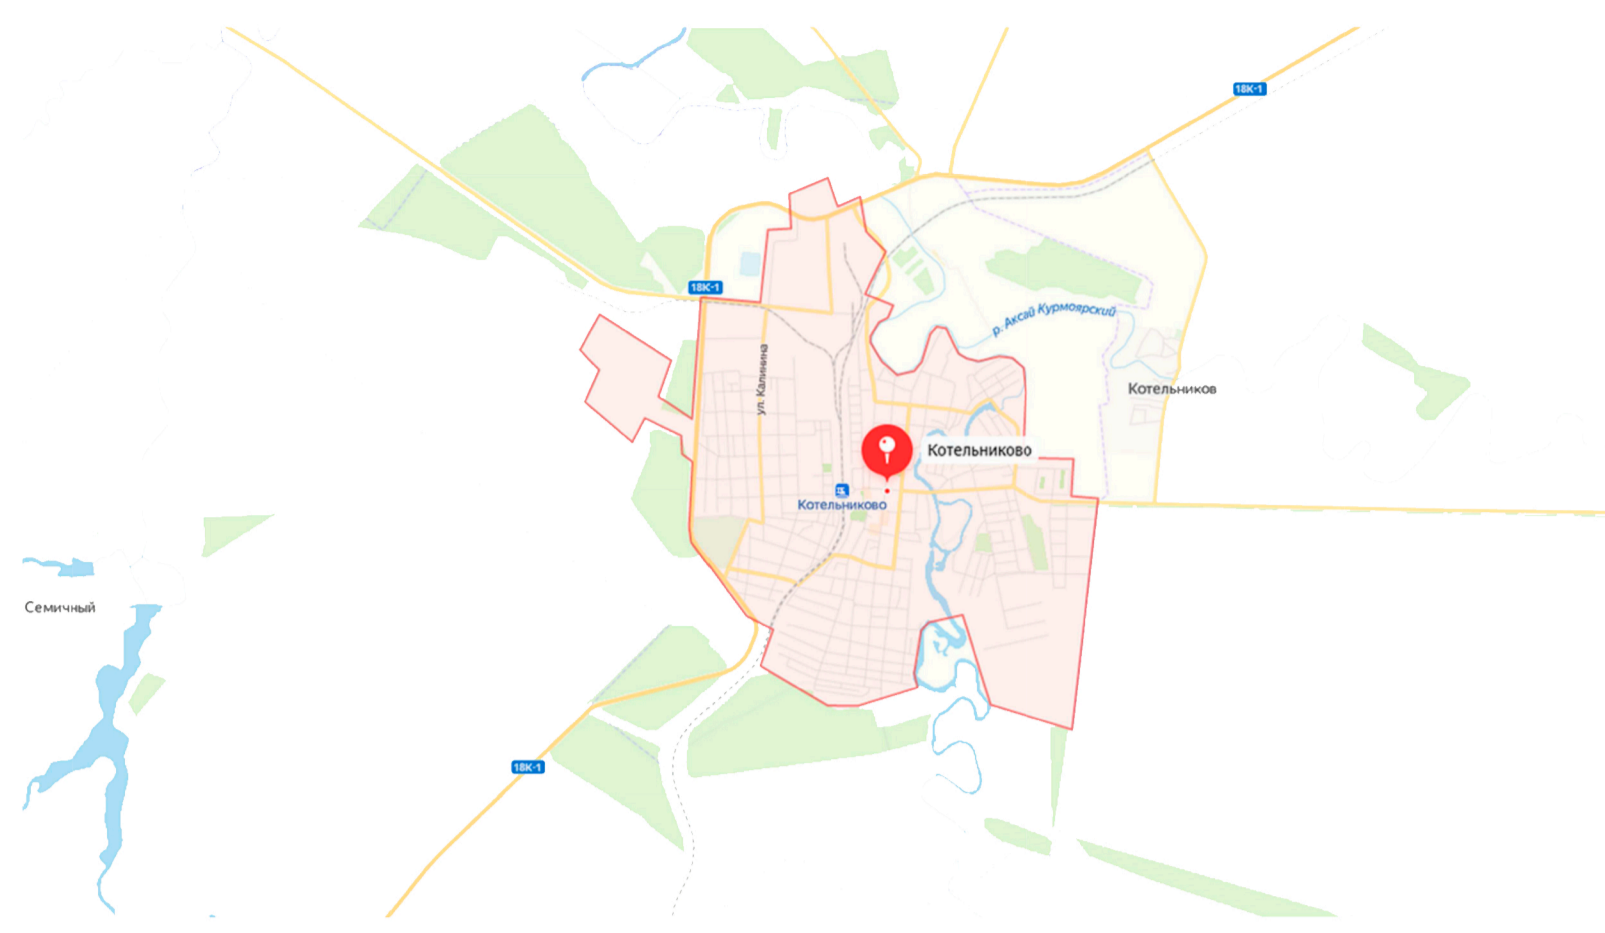 18К-1
18К-1
р. Аксай Курмоярский
ул. Калинина
Котельников
Котельниково
Котельниково
Семичный
18К-1